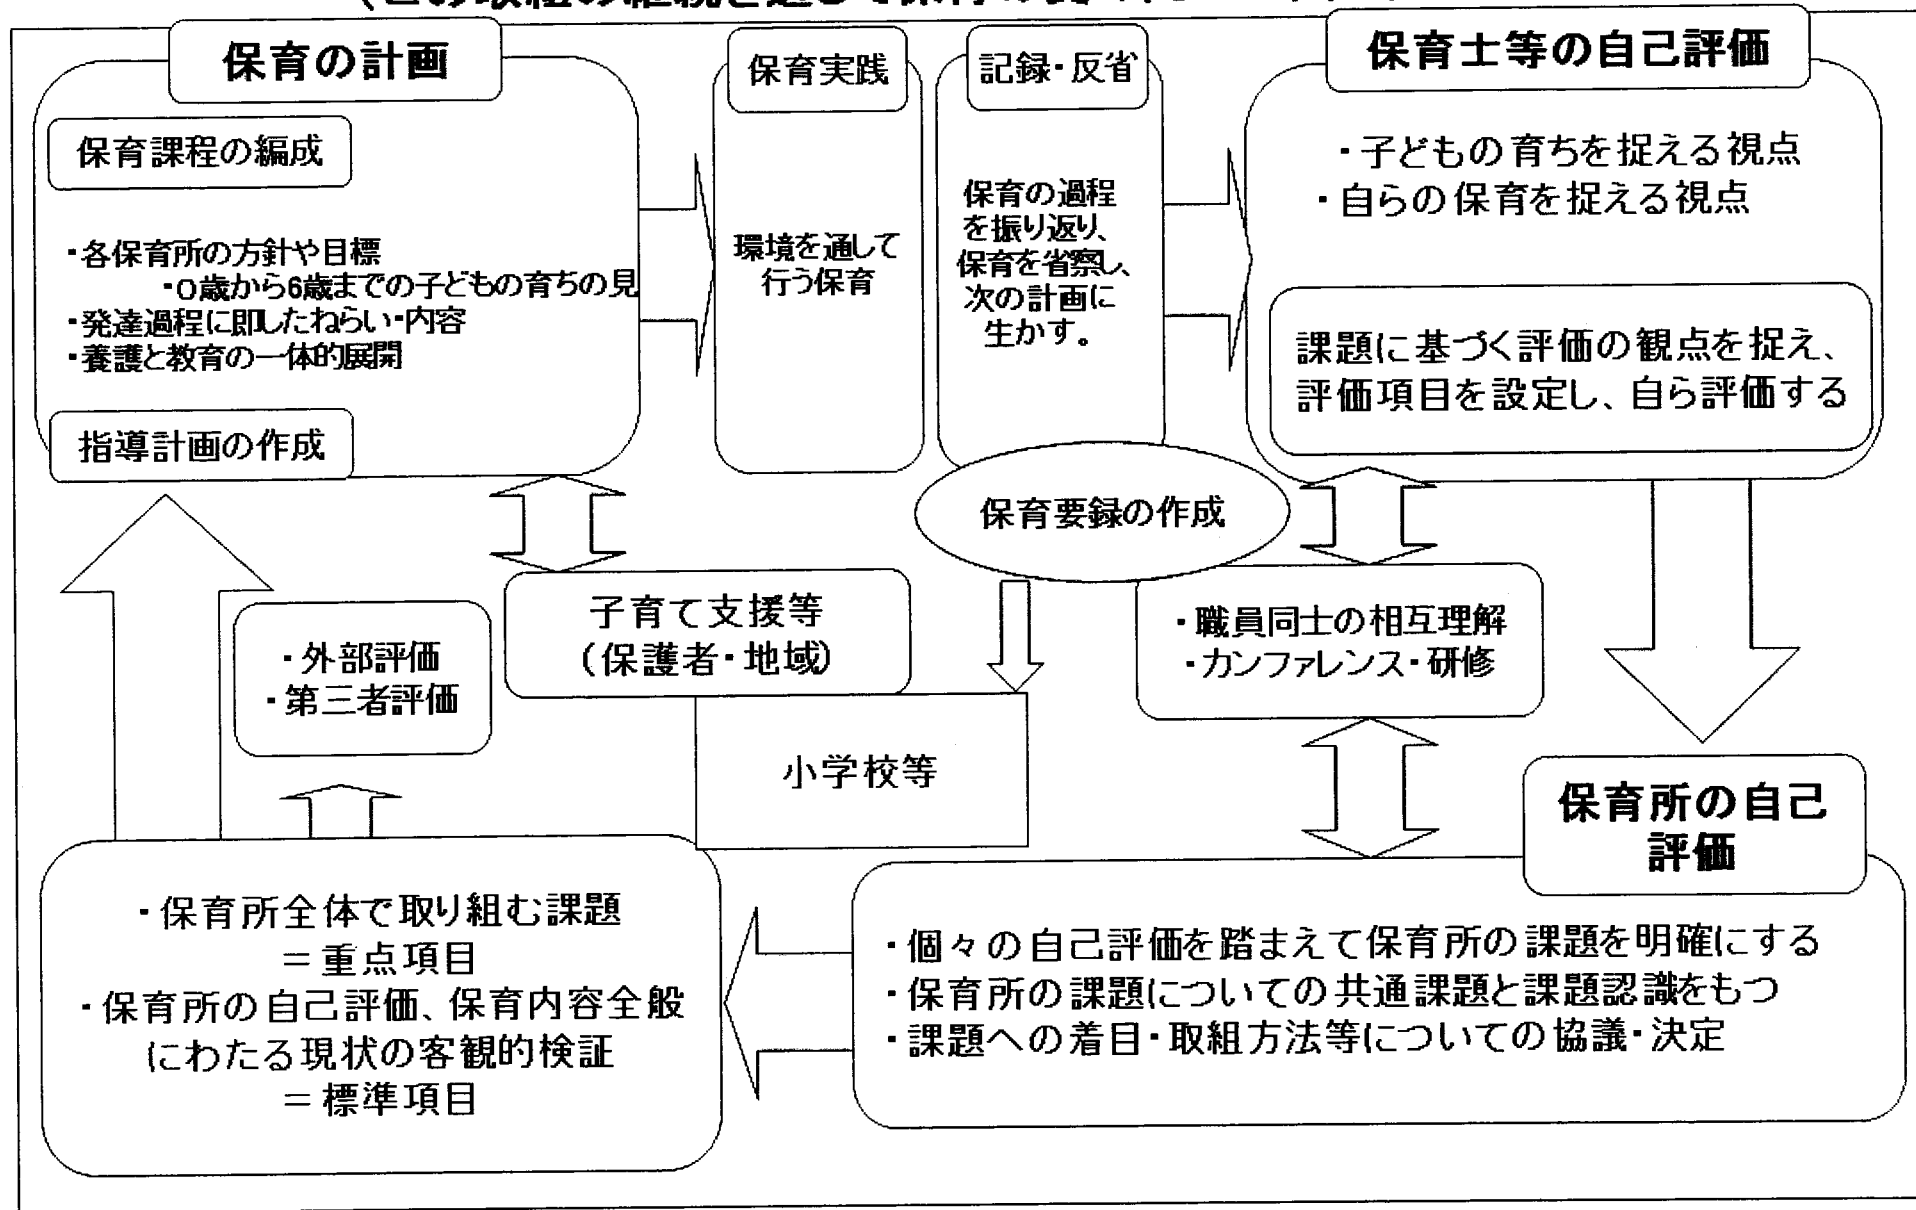 (この取組の継続を通して保育の
保育の計画
保育課程の編成
・各保育所の方針や目標
・0歳から6歳までの子どもの育ちの見
・発達過程に即したねらい・内容
・養護と教育の一体的展開
指導計画の作成
保育実践
環境を通して
行う保育
記録・反省
保育の過程
を振り返り、
保育を省察し、
次の計画に
生かす。
保育士等の自己評価
・子どもの育ちを捉える視点
・自らの保育を捉える視点
課題に基づく評価の観点を捉え、
評価項目を設定し、自ら評価する
保育要録の作成
子育て支援等
(保護者・地域)
・外部評価
・第三者評価
小学校等
・職員同士の相互理解
・カンファレンス・研修
保育所の自己
評価
・個々の自己評価を踏まえて保育所の課題を明確にする
・保育所の課題についての共通課題と課題認識をもつ
・課題への着目・取組方法等についての協議・決定
・保育所全体で取り組む課題
＝重点項目
・保育所の自己評価、保育内容全般
にわたる現状の客観的検証
＝標準項目